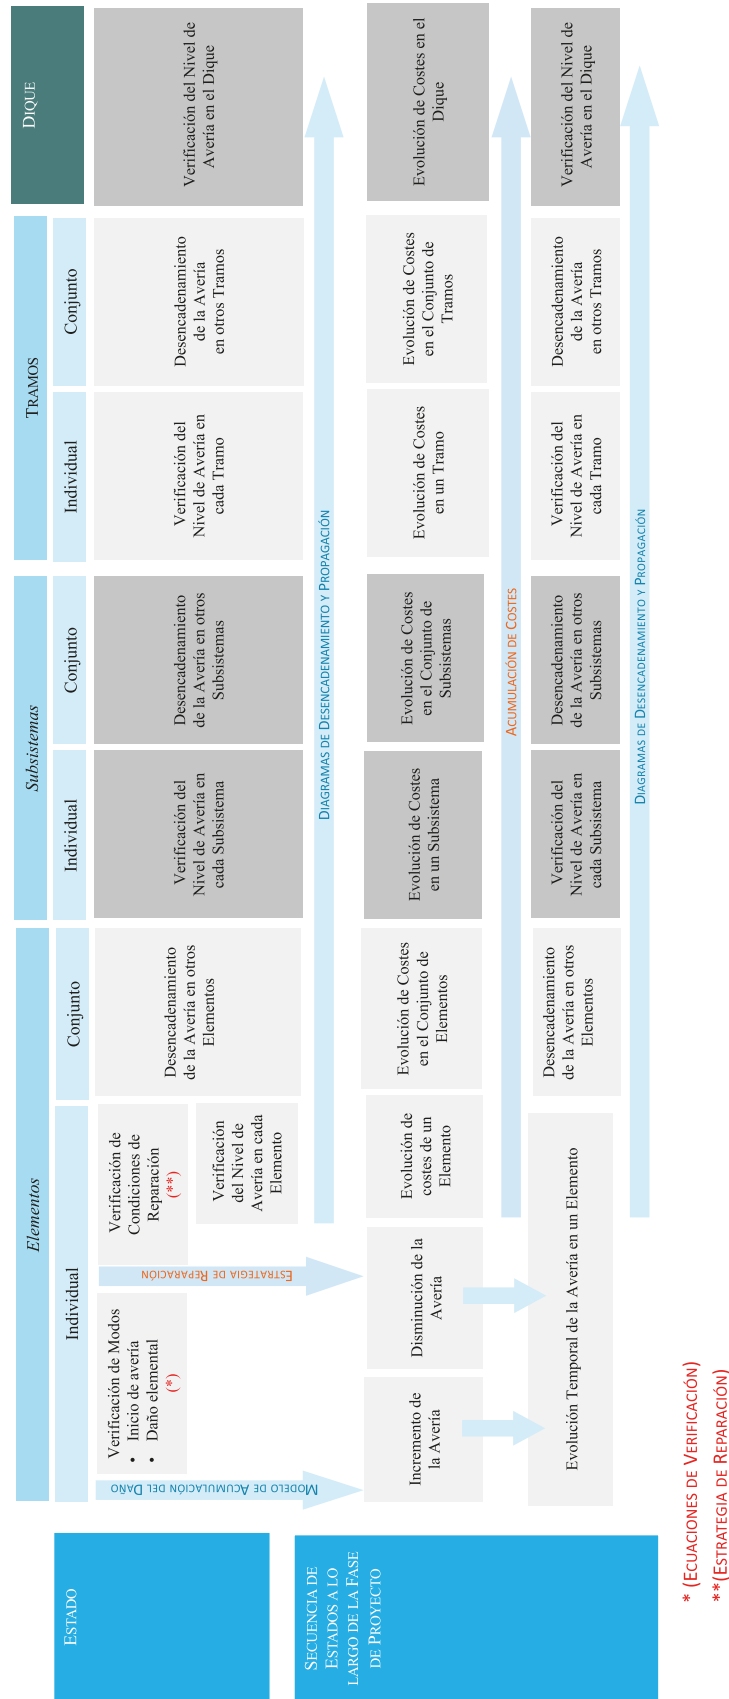 Elementos
Subsistemas
TRAMOS
DIQUE
Individual
Conjunto
Individual
Conjunto
Individual
Conjunto
ESTADO
Verificación de Modos
• Inicio de avería
• Daño elemental
(*)
Verificación de
Condiciones de
Reparación
(**)
Verificación
del Nivel de
Avería en cada
Elemento
Desencadenamiento
de la Avería en otros
Elementos
Verificación del
Nivel de Avería en
cada Subsistema
Desencadenamiento
de la Avería en otros
Subsistemas
Verificación del
Nivel de Avería en
cada Tramo
Desencadenamiento
de la Avería
en otros Tramos
Verificación del Nivel de
Avería en el Dique
MODELO DE ACUMULACIÓN DEL DAÑO
ESTRATEGIA DE REPARACIÓN
DIAGRAMAS DE DESENCADENAMIENTO Y PROPAGACIÓN
SECUENCIA DE
ESTADOS A LO
LARGO DE LA FASE
DE PROYECTO
Incremento de
la Avería
Disminución de la
Avería
Evolución de
costes de un
Elemento
Evolución de Costes
en el Conjunto de
Elementos
Evolución de Costes
en un Subsistema
Evolución de Costes
en el Conjunto de
Subsistemas
Evolución de Costes
en un Tramo
Evolución de Costes
en el Conjunto de
Tramos
Evolución de Costes en el
Dique
ACUMULACIÓN DE COSTES
Evolución Temporal de la Avería en un Elemento
Desencadenamiento
de la Avería en otros
Elementos
Verificación del
Nivel de Avería en
cada Subsistema
Desencadenamiento
de la Avería en otros
Subsistemas
Verificación del
Nivel de Avería en
cada Tramo
Desencadenamiento
de la Avería
en otros Tramos
Verificación del Nivel de
Avería en el Dique
DIAGRAMAS DE DESENCADENAMIENTO Y PROPAGACIÓN
* (ECUACIONES DE VERIFICACIÓN)
**(ESTRATEGIA DE REPARACIÓN)